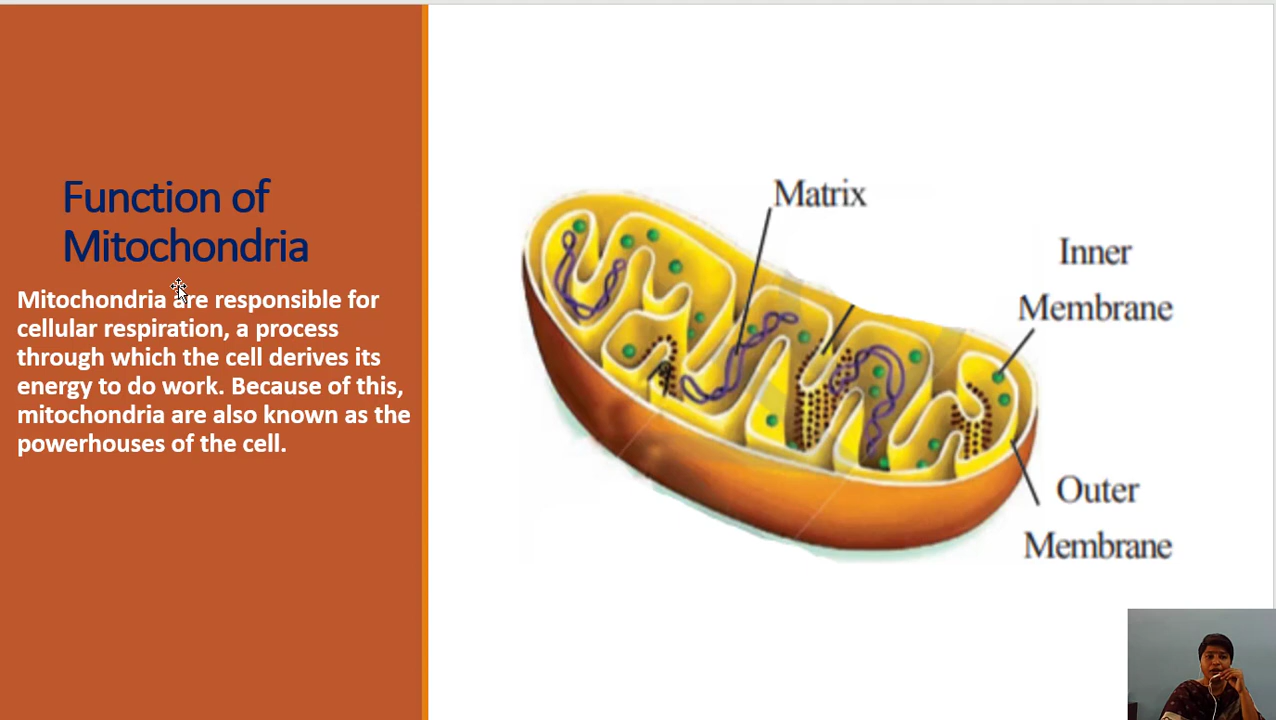 Function of
Mitochondria
Mitochondria are responsible for
cellular respiration, a process
through which the cell derives its
energy to do work. Because of this,
mitochondria are also known as the
powerhouses of the cell.
Matrix
Inner
Membrane
Outer
Membrane